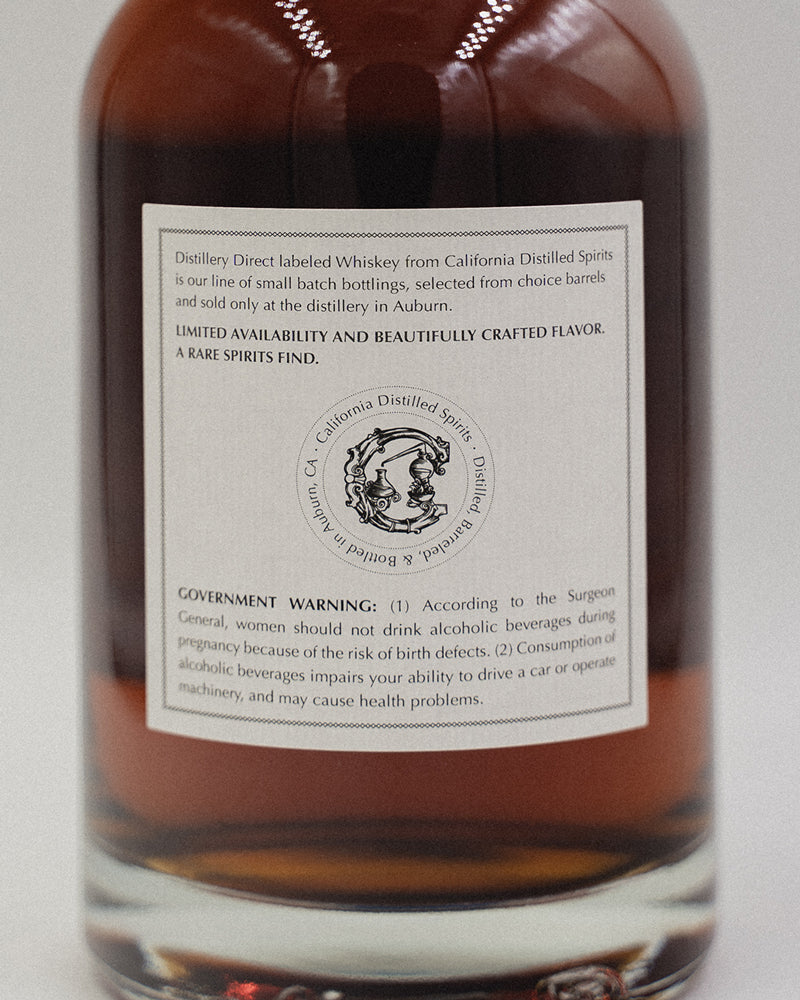 Distillery Direct labeled Whiskey from California Distilled Spirits
is our line of small batch bottlings, selected from choice barrels
and sold only at the distillery in Auburn.
LIMITED AVAILABILITY AND BEAUTIFULLY CRAFTED FLAVOR.
A RARE SPIRITS FIND.
· California Distilled Spirits · Distilled, Barreled, & Bottled in Auburn, CA
GOVERNMENT WARNING: (1) According to the Surgeon
General, women should not drink alcoholic beverages during
pregnancy because of the risk of birth defects. (2) Consumption of
alcoholic beverages impairs your ability to drive a car or operate
machinery, and may cause health problems.